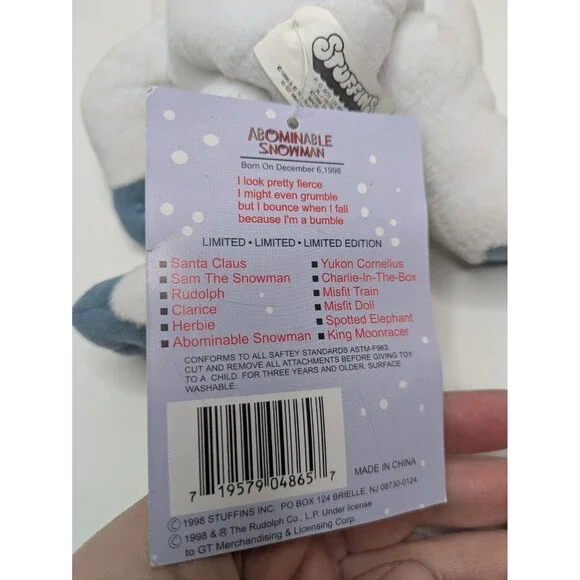 STUFFINS
ABOMINABLE
SNOWMAN
Born On December 6,1998
I look pretty fierce
I might even grumble
but I bounce when I fall
because I'm a bumble
LIMITED • LIMITED • LIMITED EDITION
■ Santa Claus
■ Sam The Snowman
■ Rudolph
■ Clarice
■ Herbie
■ Abominable Snowman
■ Yukon Cornelius
■ Charlie-In-The-Box
■ Misfit Train
■ Misfit Doll
■ Spotted Elephant
■ King Moonracer
CONFORMS TO ALL SAFTEY STANDARDS ASTM-F963.
CUT AND REMOVE ALL ATTACHMENTS BEFORE GIVING TOY
TO A CHILD. FOR THREE YEARS AND OLDER. SURFACE
WASHABLE.
7 19579 04865 7
MADE IN CHINA
© 1998 STUFFINS INC. PO BOX 124 BRIELLE, NJ 08730-0124
© 1998 & ® The Rudolph Co., L.P. Under license
to GT Merchandising & Licensing Corp.